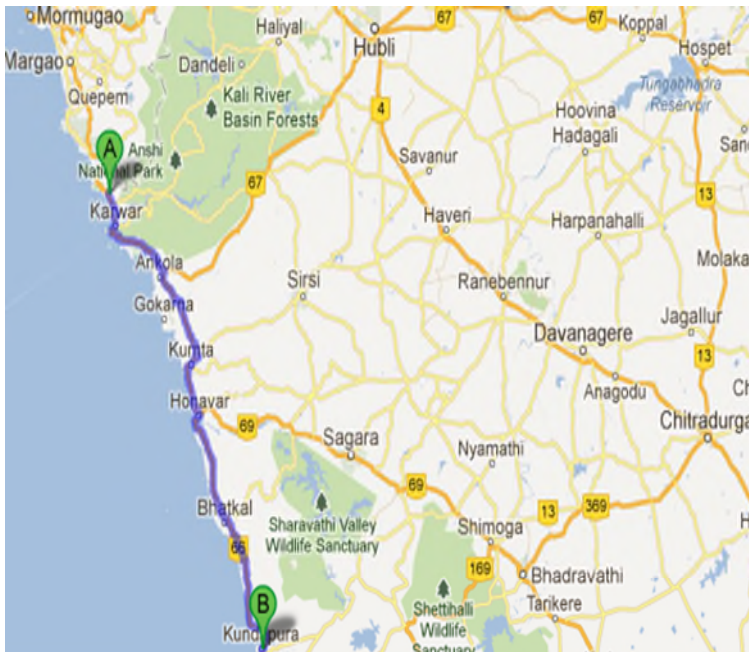 Mormugao
Haliyal
67
67
Koppal
Hubli
Margao
Dandeli
Hospet
Quepem
Kali River
Basin Forests
4
Tungabhadra
Reservoir
Hoovina
Hadagali
A
Anshi
National Park
Savanur
67
13
Karwar
Haveri
Harpanahalli
Ankola
Molaka
Sirsi
Ranebennur
Gokarna
Jagallur
Davanagere
Kumta
13
Anagodu
Honavar
69
Chitradurga
Sagara
Nyamathi
69
369
Bhatkal
13
Sharavathi Valley
Wildlife Sanctuary
Shimoga
66
169
Bhadravathi
B
Shettihalli
Wildlife
Sanctuary
Tarikere
Kundapura